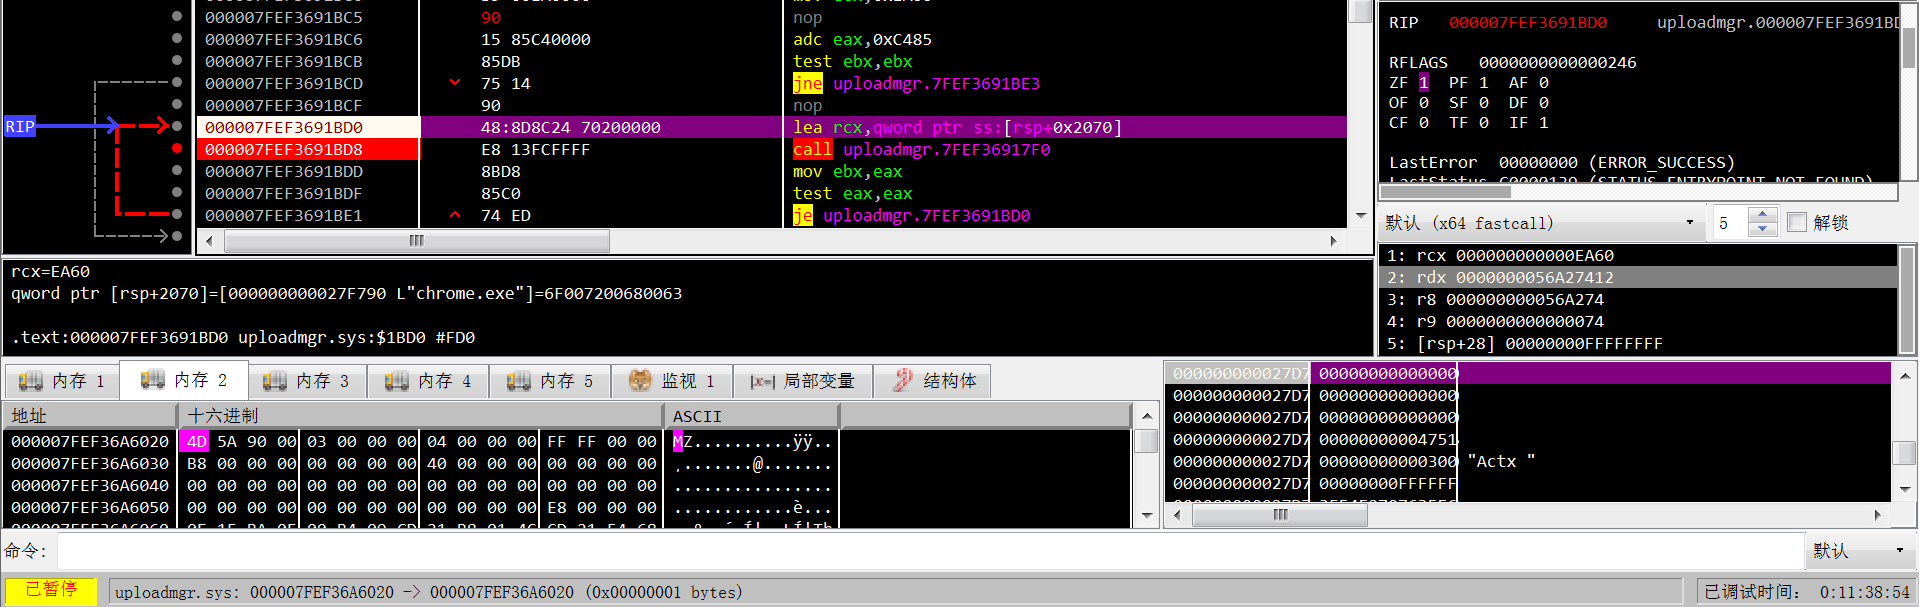 000007FEF3691BC5 90 nop
000007FEF3691BC6 15 85C40000 adc eax,0xC485
000007FEF3691BCB 85DB test ebx,ebx
000007FEF3691BCD 75 14 jne uploadmgr.7FEF3691BE3
000007FEF3691BCF 90 nop
RIP 000007FEF3691BD0 48:8D8C24 70200000 lea rcx,qword ptr ss:[rsp+0x2070]
000007FEF3691BD8 E8 13FCFFFF call uploadmgr.7FEF36917F0
000007FEF3691BDD 8BD8 mov ebx,eax
000007FEF3691BDF 85C0 test eax,eax
000007FEF3691BE1 74 ED je uploadmgr.7FEF3691BD0
RIP 000007FEF3691BD0 uploadmgr.000007FEF3691BD
RFLAGS 0000000000000246
ZF 1 PF 1 AF 0
OF 0 SF 0 DF 0
CF 0 TF 0 IF 1
LastError 00000000 (ERROR_SUCCESS)
LastStatus C0000139 (STATUS_ENTRYPOINT_NOT_FOUND)
默认 (x64 fastcall) 5 解锁
1: rcx 000000000000EA60
2: rdx 0000000056A27412
3: r8 000000000056A274
4: r9 0000000000000074
5: [rsp+28] 00000000FFFFFFFF
rcx=EA60
qword ptr [rsp+2070]=[000000000027F790 L"chrome.exe"]=6F007200680063
.text:000007FEF3691BD0 uploadmgr.sys:$1BD0 #FD0
内存 1 内存 2 内存 3 内存 4 内存 5 监视 1 局部变量 结构体
地址 十六进制 ASCII
000007FEF36A6020 4D 5A 90 00 03 00 00 00 04 00 00 00 FF FF 00 00 MZ..........ÿÿ..
000007FEF36A6030 B8 00 00 00 00 00 00 00 40 00 00 00 00 00 00 00 ¸.......@.......
000007FEF36A6040 00 00 00 00 00 00 00 00 00 00 00 00 00 00 00 00 ................
000007FEF36A6050 00 00 00 00 00 00 00 00 00 00 00 00 E8 00 00 00 ............è...
000000000027D7 00000000000000
000000000027D7 00000000000000
000000000027D7 00000000000000
000000000027D7 00000000004751
000000000027D7 00000000000300 "Actx "
000000000027D7 00000000FFFFFF
命令: 默认
已暂停 uploadmgr.sys: 000007FEF36A6020 -> 000007FEF36A6020 (0x00000001 bytes) 已调试时间: 0:11:38:54